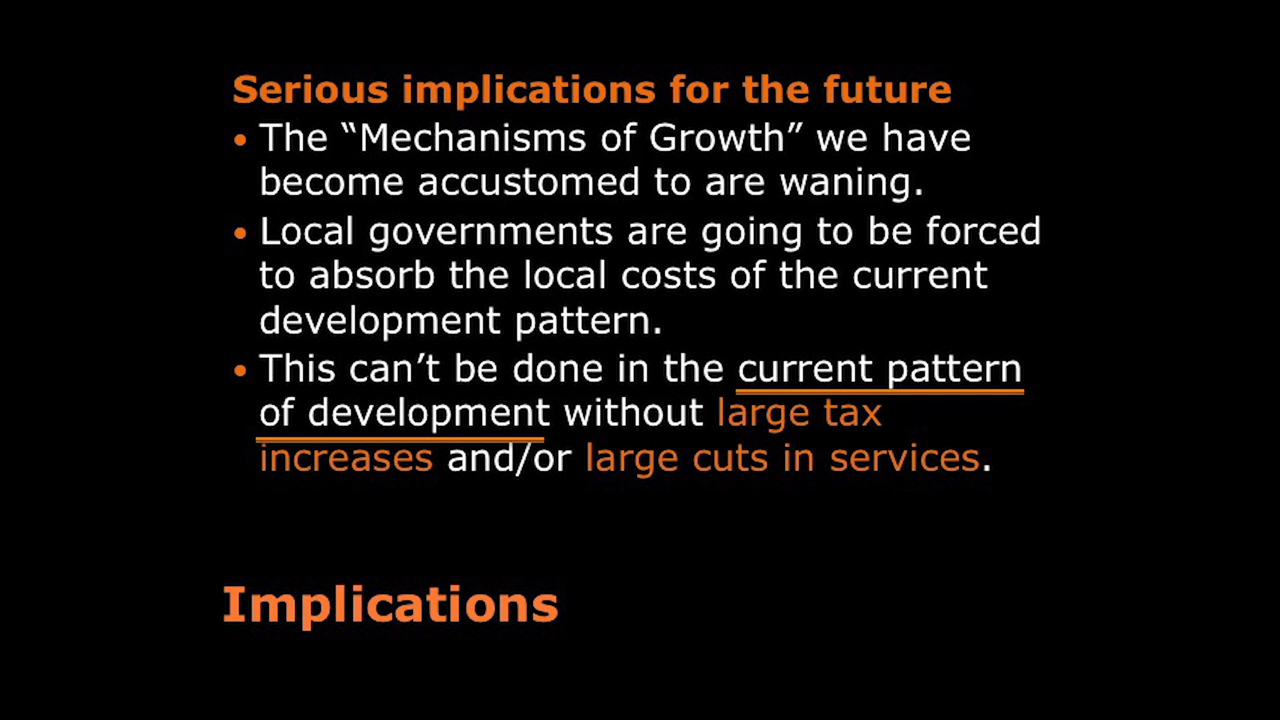 Serious implications for the future
• The “Mechanisms of Growth” we have
become accustomed to are waning.
• Local governments are going to be forced
to absorb the local costs of the current
development pattern.
• This can’t be done in the current pattern
of development without large tax
increases and/or large cuts in services.
Implications